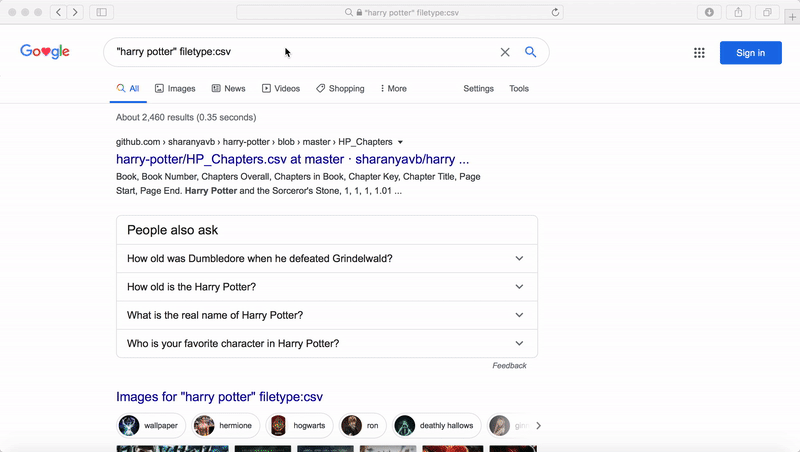 "harry potter" filetype:csv
Google
"harry potter" filetype:csv
Sign in
All Images News Videos Shopping More Settings Tools
About 2,460 results (0.35 seconds)
github.com › sharanyavb › harry-potter › blob › master › HP_Chapters
harry-potter/HP_Chapters.csv at master · sharanyavb/harry ...
Book, Book Number, Chapters Overall, Chapters in Book, Chapter Key, Chapter Title, Page
Start, Page End. Harry Potter and the Sorceror's Stone, 1, 1, 1, 1.01 ...
People also ask
How old was Dumbledore when he defeated Grindelwald?
How old is the Harry Potter?
What is the real name of Harry Potter?
Who is your favorite character in Harry Potter?
Feedback
Images for "harry potter" filetype:csv
wallpaper hermione hogwarts ron deathly hallows